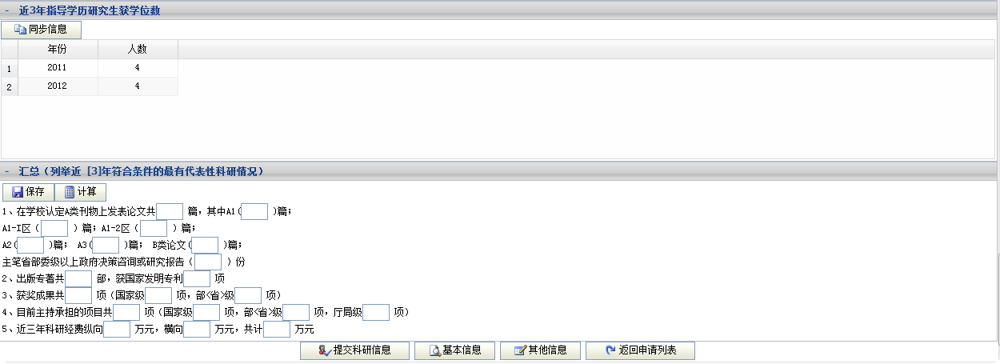 - 近3年指导学历研究生获学位数
同步信息
年份 人数
1 2011 4
2 2012 4
- 汇总（列举近 [3]年符合条件的最有代表性科研情况）
保存 计算
1、在学校认定A类刊物上发表论文共 篇，其中A1( )篇；
A1-I区（ ）篇；A1-2区（ ）篇；
A2( )篇； A3( )篇； B类论文( )篇；
主笔省部委级以上政府决策咨询或研究报告（ ）份
2、出版专著共 部，获国家发明专利 项
3、获奖成果共 项（国家级 项，部<省>级 项）
4、目前主持承担的项目共 项（国家级 项，部<省>级 项，厅局级 项）
5、近三年科研经费纵向 万元，横向 万元，共计 万元
提交科研信息 基本信息 其他信息 返回申请列表